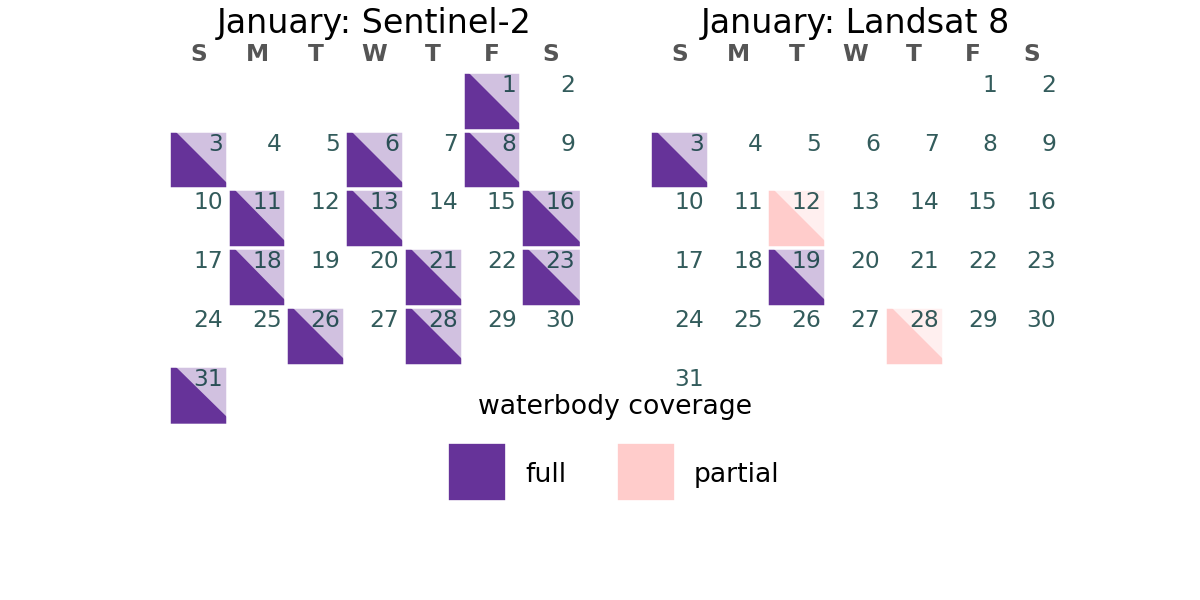 January: Sentinel-2
S M T W T F S
1 2
3 4 5 6 7 8 9
10 11 12 13 14 15 16
17 18 19 20 21 22 23
24 25 26 27 28 29 30
31
January: Landsat 8
S M T W T F S
1 2
3 4 5 6 7 8 9
10 11 12 13 14 15 16
17 18 19 20 21 22 23
24 25 26 27 28 29 30
31
waterbody coverage
full partial